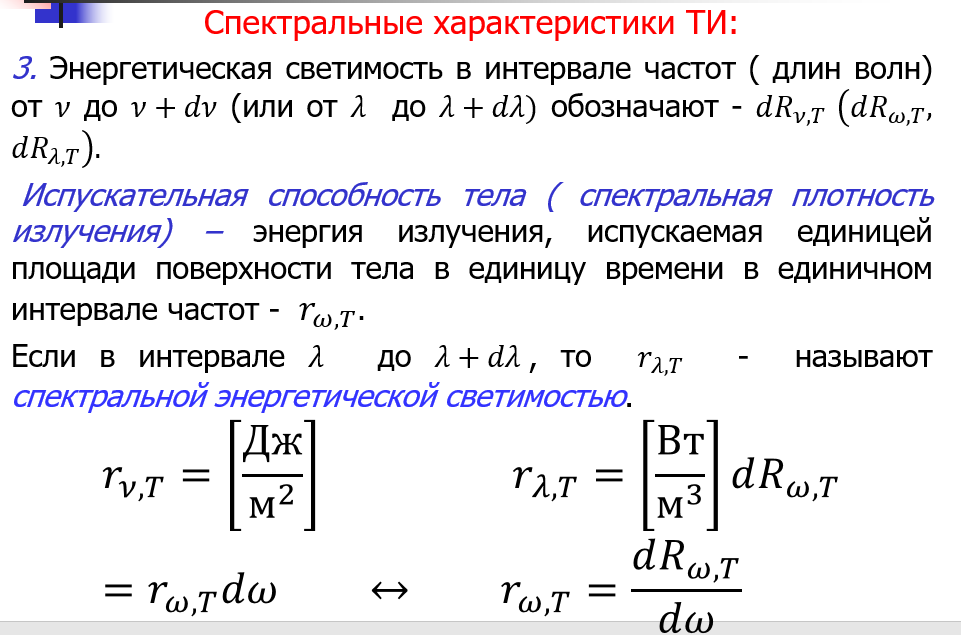 Спектральные характеристики ТИ:
3. Энергетическая светимость в интервале частот ( длин волн)
от ν до ν + dν (или от λ до λ + dλ) обозначают - dR_{ν,T} (dR_{ω,T},
dR_{λ,T}).
Испускательная способность тела ( спектральная плотность
излучения) – энергия излучения, испускаемая единицей
площади поверхности тела в единицу времени в единичном
интервале частот - r_{ω,T}.
Если в интервале λ до λ + dλ , то r_{λ,T} - называют
спектральной энергетической светимостью.
r_{ν,T} = [Дж/м²] r_{λ,T} = [Вт/м³] dR_{ω,T}
= r_{ω,T}dω ↔ r_{ω,T} = dR_{ω,T}/dω